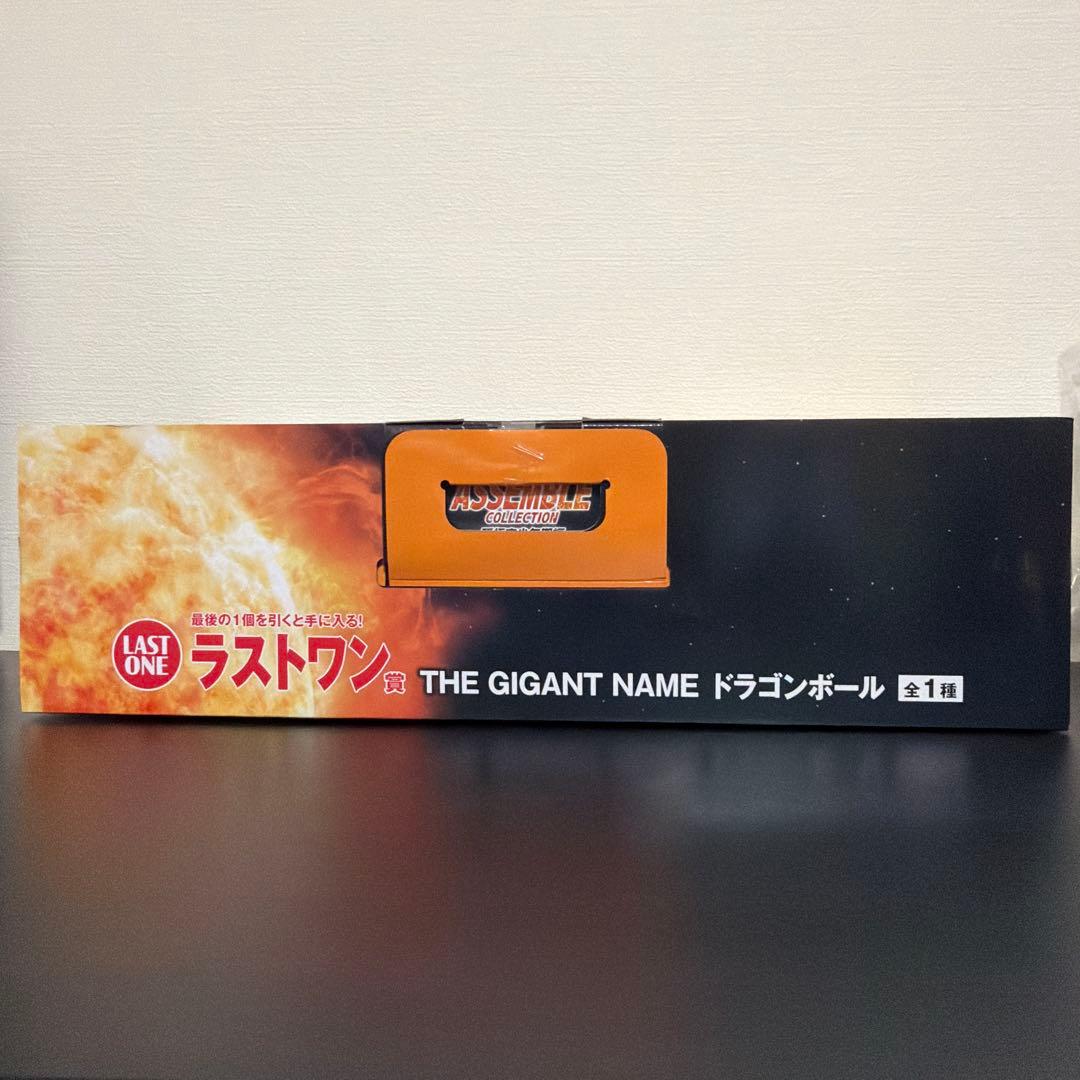 ASSEMBLE
COLLECTION
最後の1個を引くと手に入る!
LAST
ONE
ラストワン賞
THE GIGANT NAME ドラゴンボール 全1種